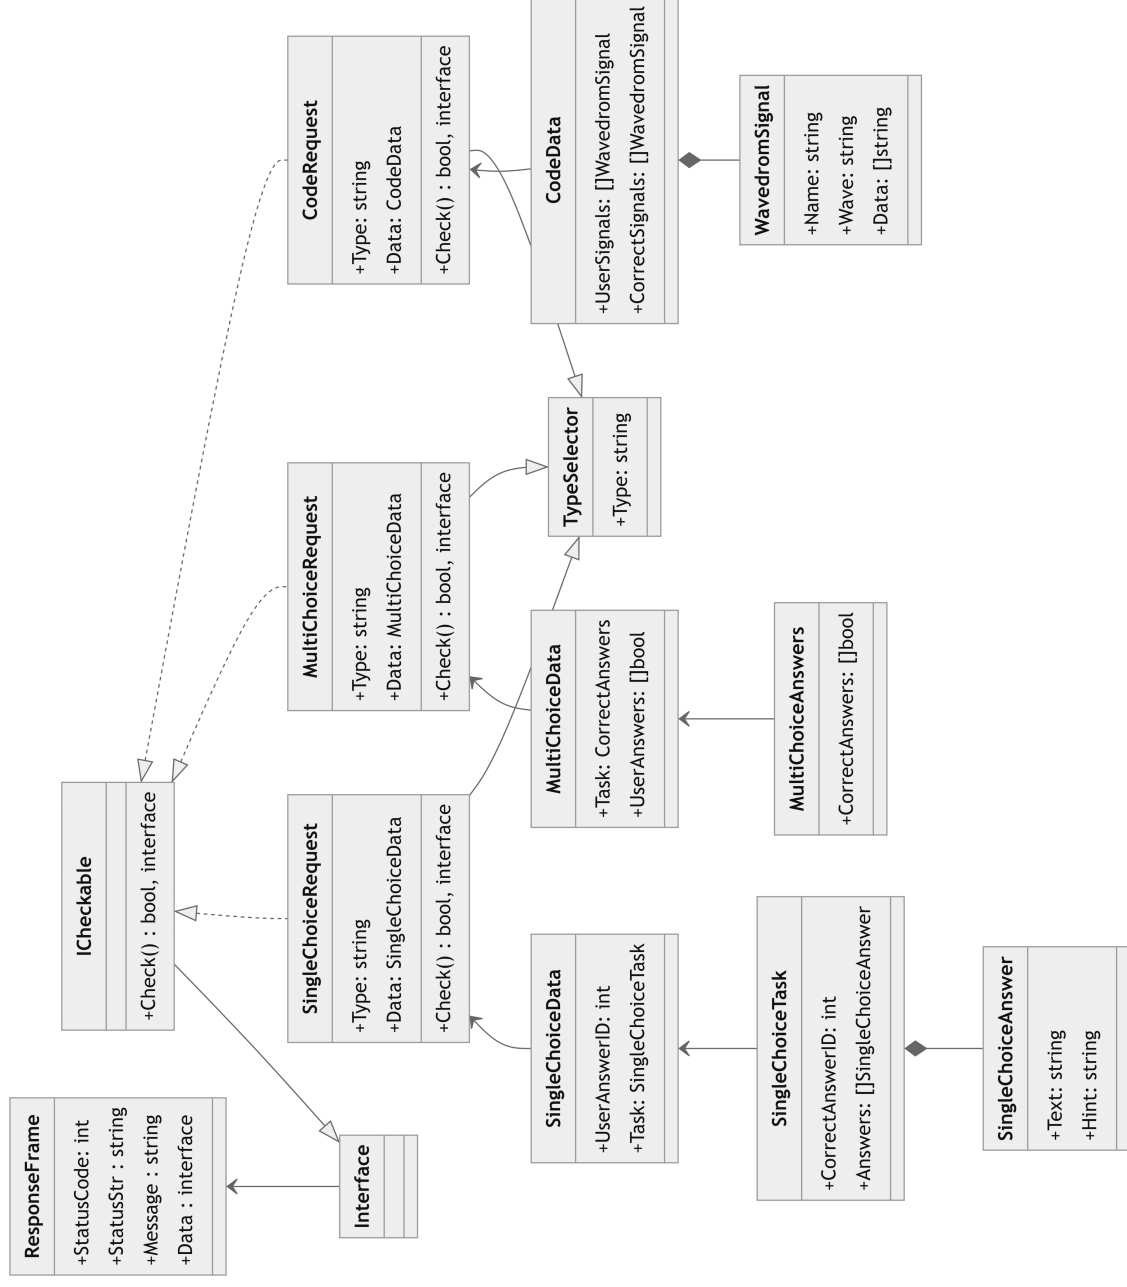 ResponseFrame
+StatusCode: int
+StatusStr : string
+Message : string
+Data : interface
ICheckable
+Check() : bool, interface
Interface
SingleChoiceRequest
+Type: string
+Data: SingleChoiceData
+Check() : bool, interface
MultiChoiceRequest
+Type: string
+Data: MultiChoiceData
+Check() : bool, interface
CodeRequest
+Type: string
+Data: CodeData
+Check() : bool, interface
SingleChoiceData
+UserAnswerID: int
+Task: SingleChoiceTask
MultiChoiceData
+Task: CorrectAnswers
+UserAnswers: []bool
TypeSelector
+Type: string
CodeData
+UserSignals: []WavedromSignal
+CorrectSignals: []WavedromSignal
SingleChoiceTask
+CorrectAnswerID: int
+Answers: []SingleChoiceAnswer
MultiChoiceAnswers
+CorrectAnswers: []bool
WavedromSignal
+Name: string
+Wave: string
+Data: []string
SingleChoiceAnswer
+Text: string
+Hint: string